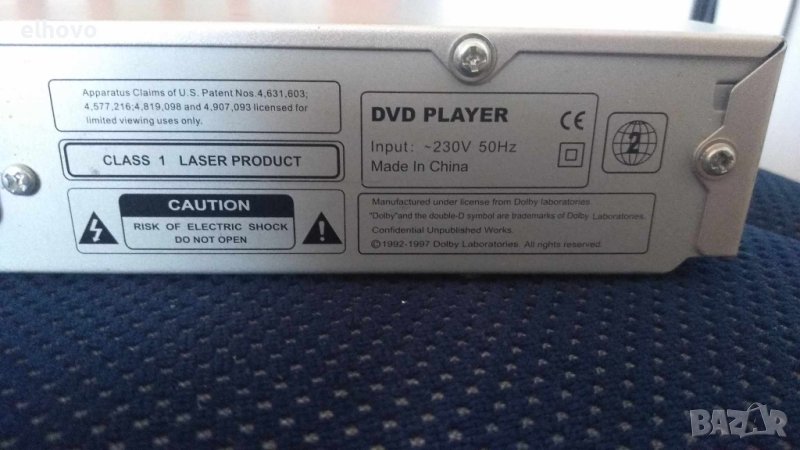 elhovo
Apparatus Claims of U.S. Patent Nos.4,631,603;
4,577,216;4,819,098 and 4,907,093 licensed for
limited viewing uses only.
CLASS 1 LASER PRODUCT
CAUTION
RISK OF ELECTRIC SHOCK
DO NOT OPEN
DVD PLAYER
Input: ~230V 50Hz
Made In China
CE
2
Manufactured under license from Dolby laboratories
"Dolby"and the double-D symbol are trademarks of Dolby Laboratories.
Confidential Unpublished Works.
©1992-1997 Dolby Laboratories. All rights reserved.
BAZAR